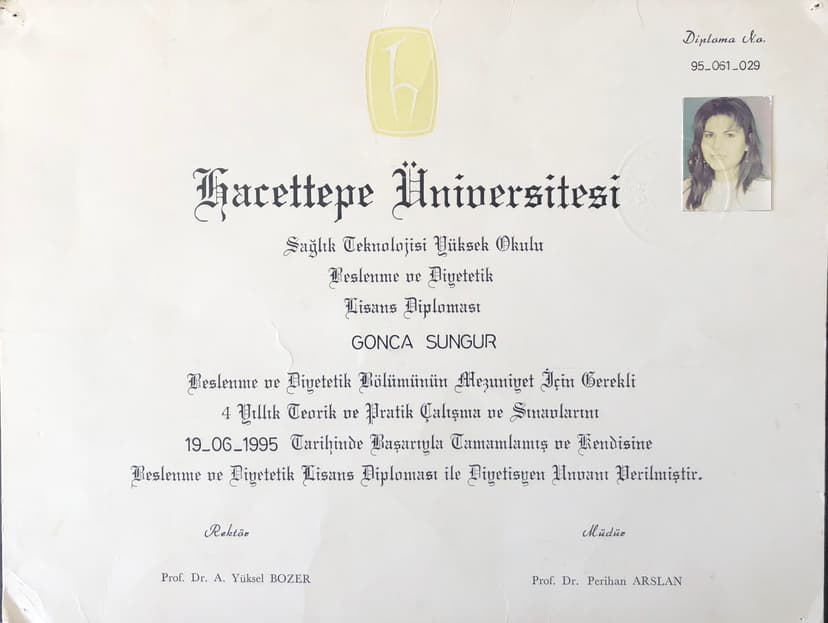 Diploma No.
95_061_029
Hacettepe Üniversitesi
Sağlık Teknolojisi Yüksek Okulu
Beslenme ve Diyetetik
Lisans Diploması
GONCA SUNGUR
Beslenme ve Diyetetik Bölümünün Mezuniyet İçin Gerekli
4 Yıllık Teorik ve Pratik Çalışma ve Sınavlarını
19_06_1995 Tarihinde Başarıyla Tamamlamış ve Kendisine
Beslenme ve Diyetetik Lisans Diploması ile Diyetisyen Unvanı Verilmiştir.
Rektör
Müdür
Prof. Dr. A. Yüksel BOZER
Prof. Dr. Perihan ARSLAN